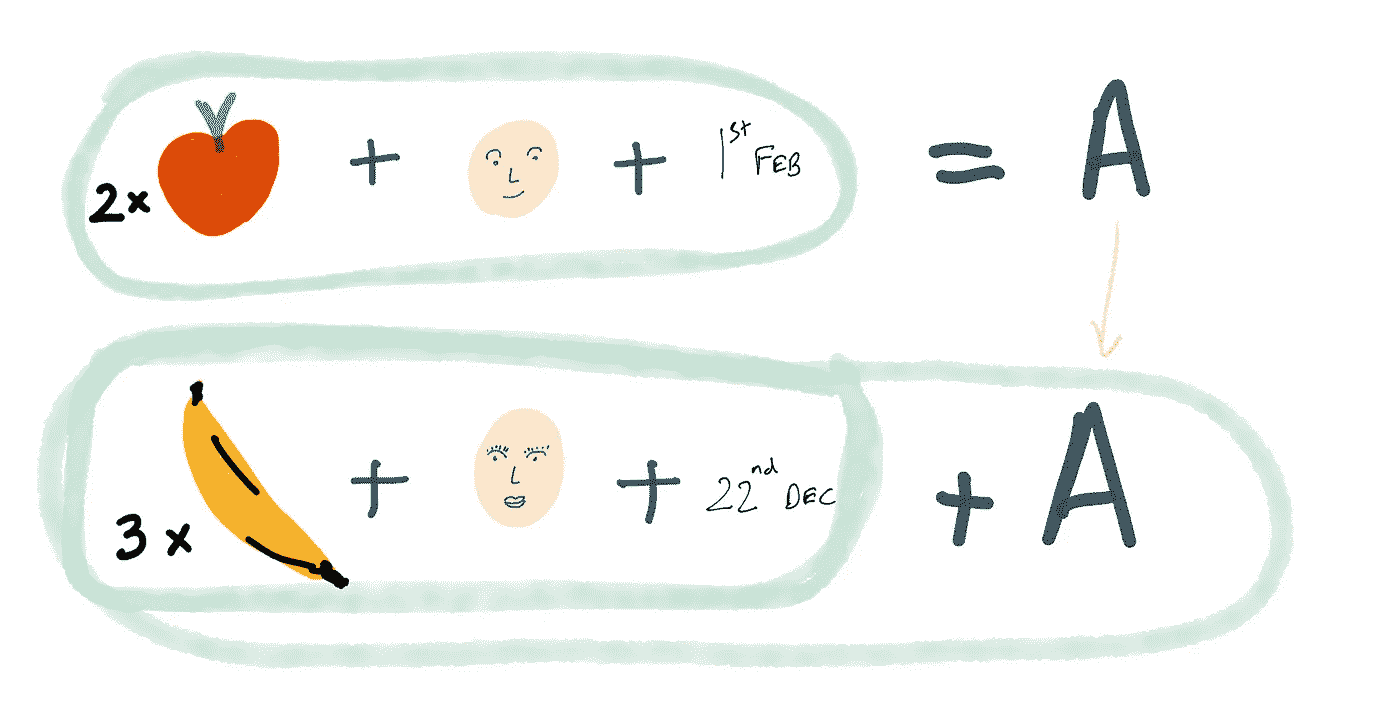 2x + + 1st FEB = A
3 x + + 22nd DEC + A